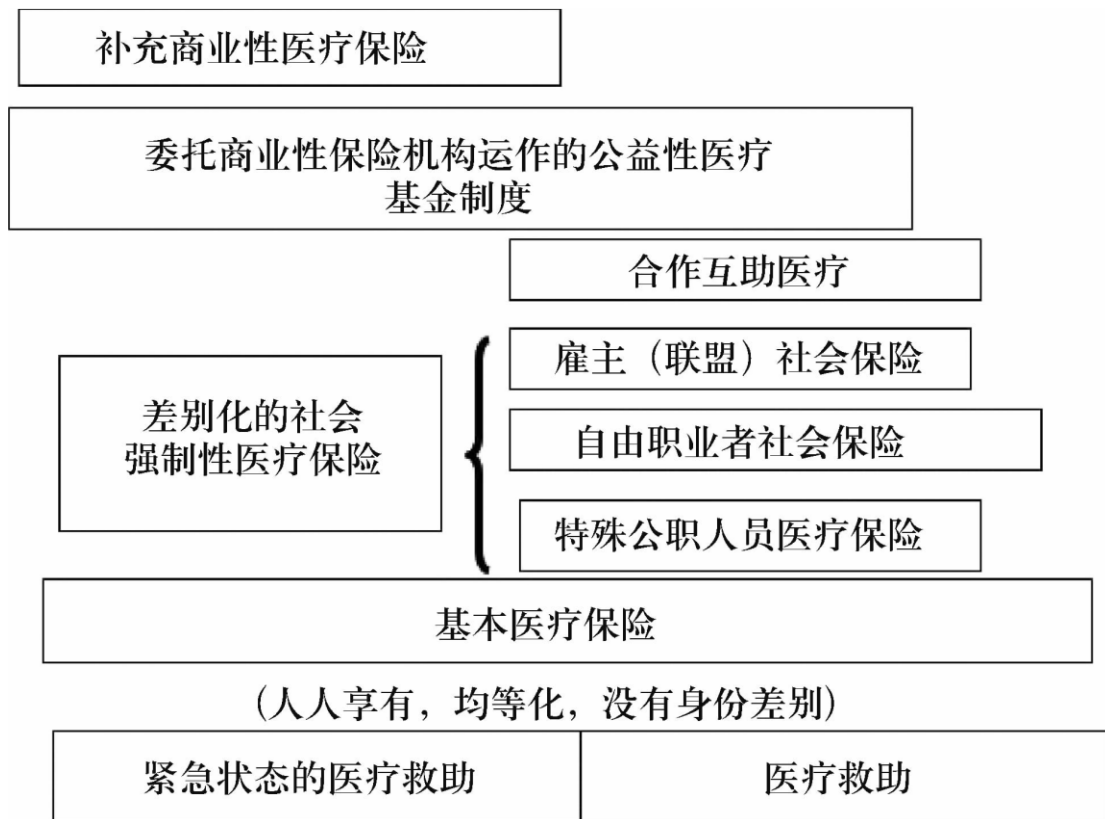 补充商业性医疗保险
委托商业性保险机构运作的公益性医疗
基金制度
合作互助医疗
雇主（联盟）社会保险
差别化的社会
强制性医疗保险
自由职业者社会保险
特殊公职人员医疗保险
基本医疗保险
（人人享有，均等化，没有身份差别）
紧急状态的医疗救助
医疗救助